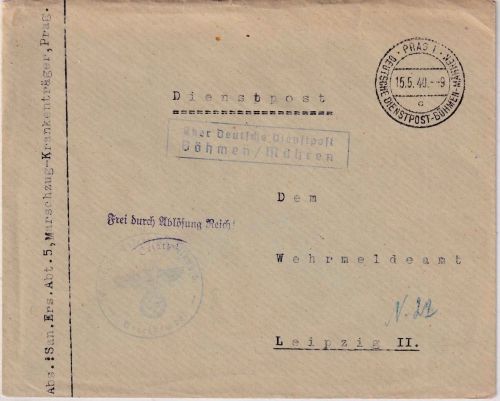 Abs.:San.Ers.Abt.5,Marschzug-Krankenträger,Prag.
Dienstpost
PRAG 1
15.5.40.--9
c
DEUTSCHE DIENSTPOST-BÖHMEN-MÄHREN
über Deutsche Dienstpost
Böhmen/Mähren
Dem
Frei durch Ablösung Reich!
Wehrmeldeamt
N. 22
Leipzig II.